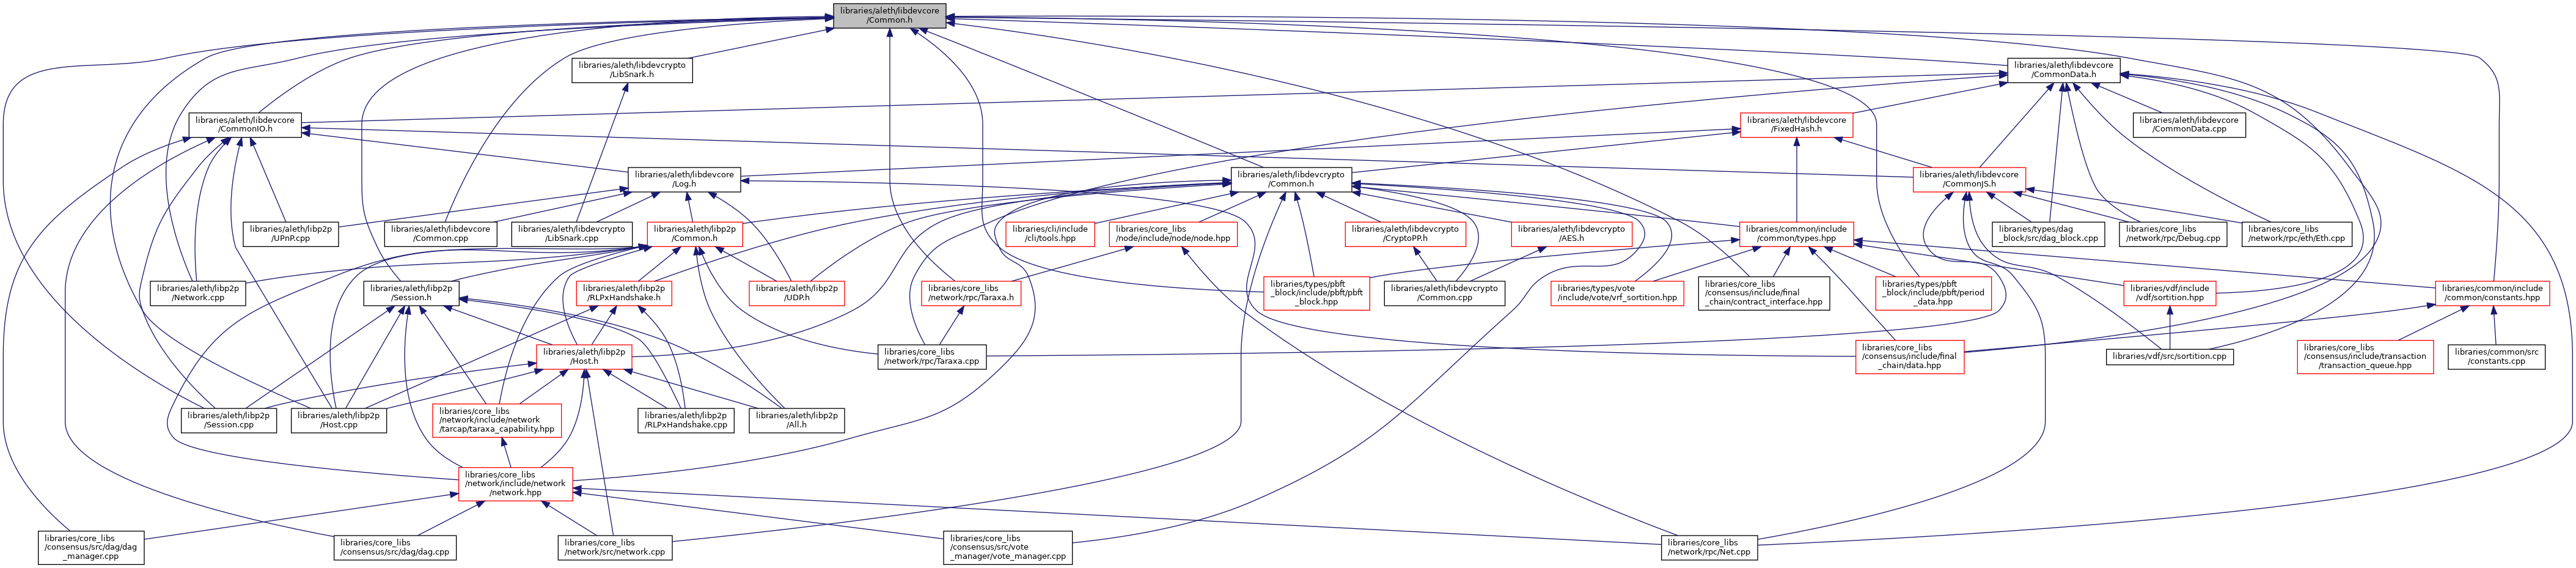 libraries/aleth/libdevcore
/Common.h
libraries/aleth/libdevcrypto
/LibSnark.h
libraries/aleth/libdevcore
/CommonData.h
libraries/aleth/libdevcore
/CommonIO.h
libraries/aleth/libdevcore
/FixedHash.h
libraries/aleth/libdevcore
/CommonData.cpp
libraries/aleth/libdevcore
/Log.h
libraries/aleth/libdevcrypto
/Common.h
libraries/aleth/libdevcore
/CommonJS.h
libraries/aleth/libp2p
/UPnP.cpp
libraries/aleth/libdevcore
/Common.cpp
libraries/aleth/libdevcrypto
/LibSnark.cpp
libraries/aleth/libp2p
/Common.h
libraries/cli/include
/cli/tools.hpp
libraries/core_libs
/node/include/node/node.hpp
libraries/aleth/libdevcrypto
/CryptoPP.h
libraries/aleth/libdevcrypto
/AES.h
libraries/common/include
/common/types.hpp
libraries/types/dag
_block/src/dag_block.cpp
libraries/core_libs
/network/rpc/Debug.cpp
libraries/core_libs
/network/rpc/eth/Eth.cpp
libraries/aleth/libp2p
/Network.cpp
libraries/aleth/libp2p
/Session.h
libraries/aleth/libp2p
/RLPxHandshake.h
libraries/aleth/libp2p
/UDP.h
libraries/core_libs
/network/rpc/Taraxa.h
libraries/types/pbft
_block/include/pbft/pbft
_block.hpp
libraries/aleth/libdevcrypto
/Common.cpp
libraries/types/vote
/include/vote/vrf_sortition.hpp
libraries/core_libs
/consensus/include/final
_chain/contract_interface.hpp
libraries/types/pbft
_block/include/pbft/period
_data.hpp
libraries/vdf/include
/vdf/sortition.hpp
libraries/common/include
/common/constants.hpp
libraries/aleth/libp2p
/Host.h
libraries/core_libs
/network/rpc/Taraxa.cpp
libraries/core_libs
/consensus/include/final
_chain/data.hpp
libraries/vdf/src/sortition.cpp
libraries/core_libs
/consensus/include/transaction
/transaction_queue.hpp
libraries/common/src
/constants.cpp
libraries/aleth/libp2p
/Session.cpp
libraries/aleth/libp2p
/Host.cpp
libraries/core_libs
/network/include/network
/tarcap/taraxa_capability.hpp
libraries/aleth/libp2p
/RLPxHandshake.cpp
libraries/aleth/libp2p
/All.h
libraries/core_libs
/network/include/network
/network.hpp
libraries/core_libs
/consensus/src/dag/dag
_manager.cpp
libraries/core_libs
/consensus/src/dag/dag.cpp
libraries/core_libs
/network/src/network.cpp
libraries/core_libs
/consensus/src/vote
_manager/vote_manager.cpp
libraries/core_libs
/network/rpc/Net.cpp